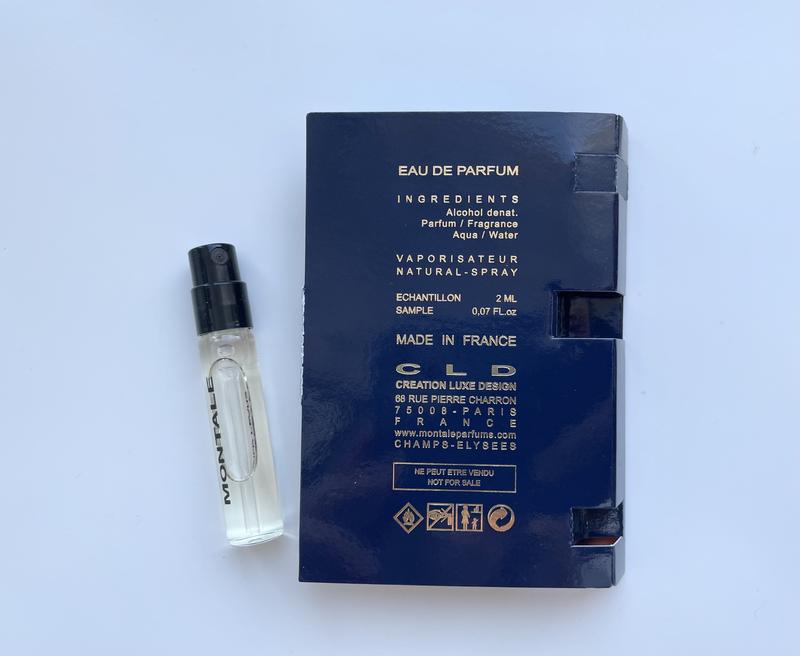 MONTALE
EAU DE PARFUM
INGREDIENTS
Alcohol denat.
Parfum / Fragrance
Aqua / Water
VAPORISATEUR
NATURAL-SPRAY
ECHANTILLON 2 ML
SAMPLE 0,07 FL.oz
MADE IN FRANCE
CLD
CREATION LUXE DESIGN
68 RUE PIERRE CHARRON
75008-PARIS
FRANCE
www.montaleparfums.com
CHAMPS-ELYSEES
NE PEUT ETRE VENDU
NOT FOR SALE